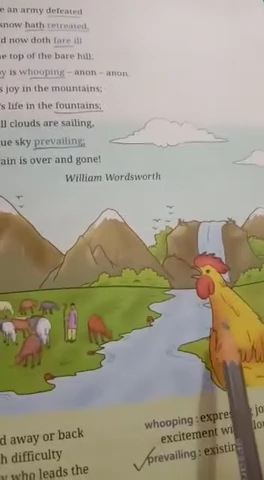 e an army defeated
snow hath retreated,
d now doth fare ill
e top of the bare hill;
y is whooping – anon – anon.
s joy in the mountains;
's life in the fountains;
ll clouds are sailing,
ue sky prevailing;
ain is over and gone!
William Wordsworth
d away or back
h difficulty
y who leads the
whooping : expres jo
excitement w lo
prevailing : existin